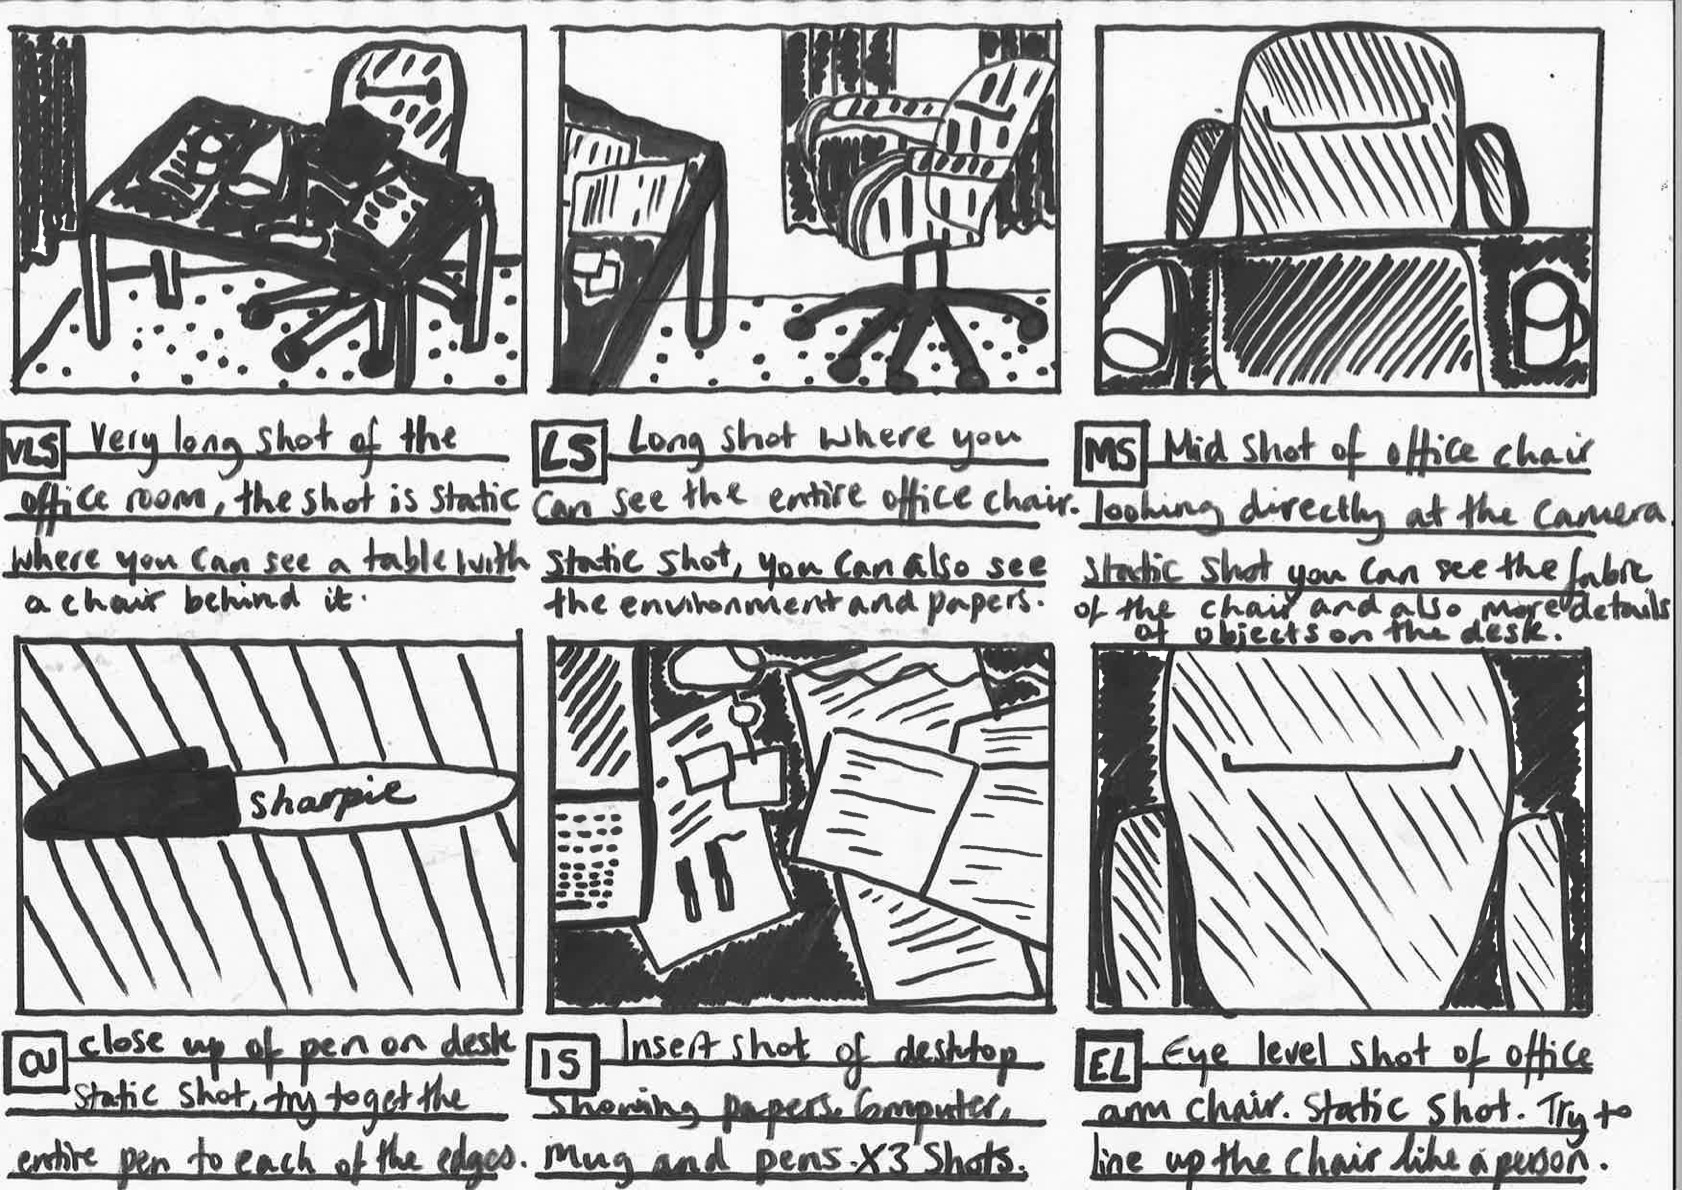 VLS Very long shot of the
office room, the shot is static
where you can see a table with
a chair behind it.
LS Long shot where you
can see the entire office chair.
static shot, you can also see
the environment and papers.
MS Mid shot of office chair
looking directly at the camera
static shot you can see the fabric
of the chair and also more details
of objects on the desk.
Sharpie
CU close up of pen on desk
static shot, try to get the
entire pen to each of the edges.
IS Insert shot of desktop
showing papers. Computer,
mug and pens. X3 Shots.
EL Eye level shot of office
arm chair. Static shot. Try to
line up the chair like a person.